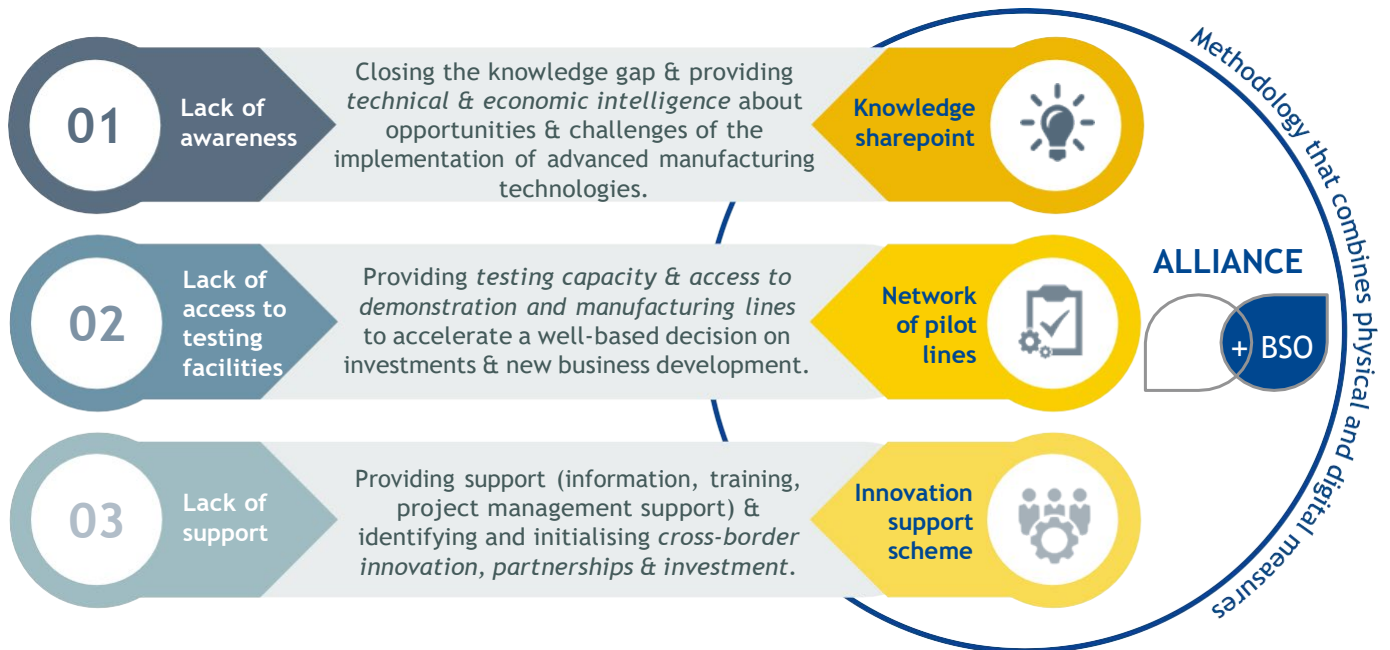 01
Lack of
awareness
Closing the knowledge gap & providing
technical & economic intelligence about
opportunities & challenges of the
implementation of advanced manufacturing
technologies.
Knowledge
sharepoint
02
Lack of
access to
testing
facilities
Providing testing capacity & access to
demonstration and manufacturing lines
to accelerate a well-based decision on
investments & new business development.
Network
of pilot
lines
03
Lack of
support
Providing support (information, training,
project management support) &
identifying and initialising cross-border
innovation, partnerships & investment.
Innovation
support
scheme
ALLIANCE
+ BSO
Methodology that combines physical and digital measures